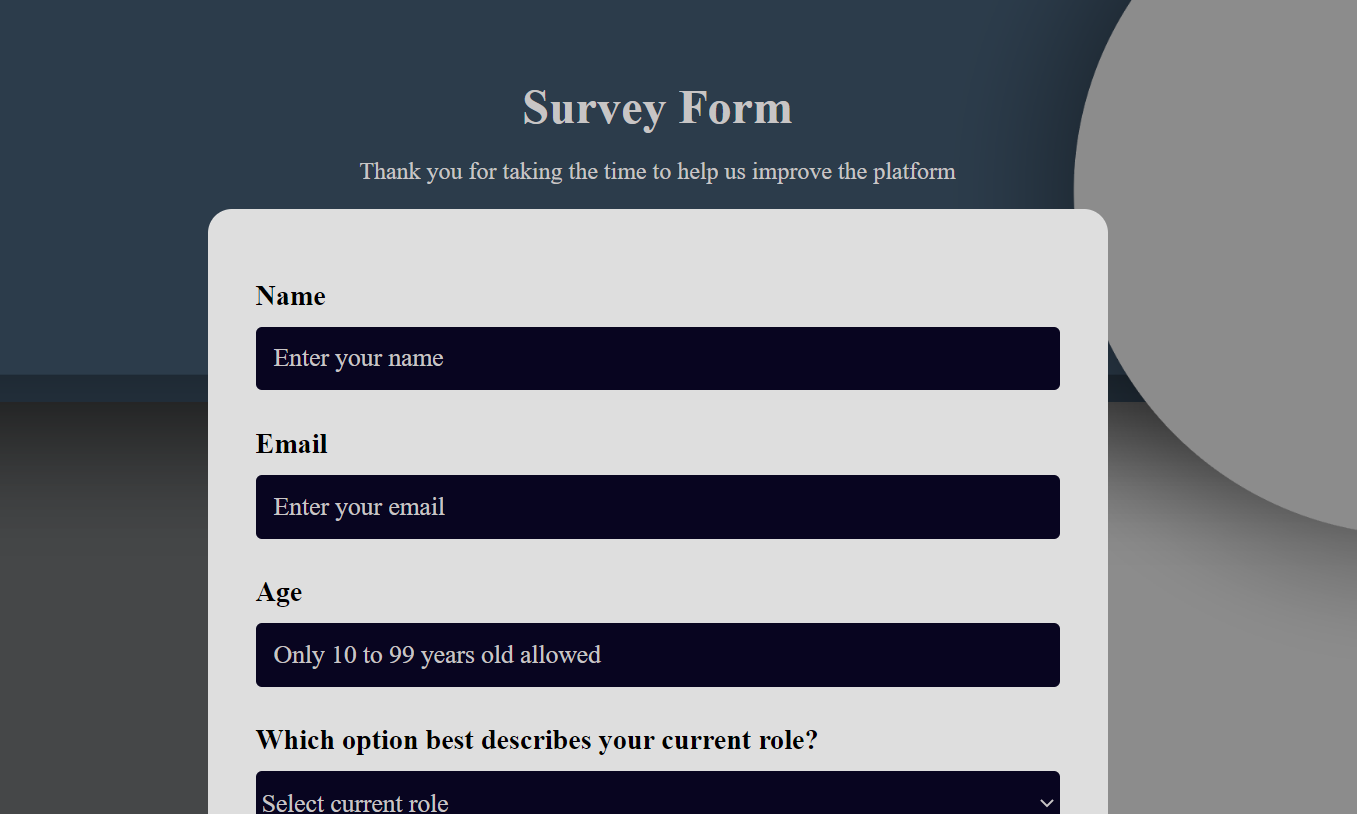 Survey Form
Thank you for taking the time to help us improve the platform
Name
Enter your name
Email
Enter your email
Age
Only 10 to 99 years old allowed
Which option best describes your current role?
Select current role